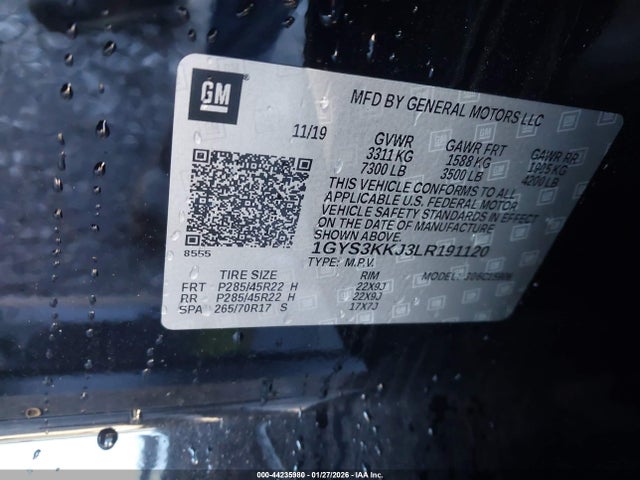 GM
MFD BY GENERAL MOTORS LLC
11/19
GVWR GAWR FRT GAWR RR
3311 KG 1588 KG 1905 KG
7300 LB 3500 LB 4200 LB
THIS VEHICLE CONFORMS TO ALL
APPLICABLE U.S. FEDERAL MOTOR
VEHICLE SAFETY STANDARDS IN EFFECT
ON THE DATE OF MANUFACTURE
SHOWN ABOVE.
1GYS3KKJ3LR191120
8555
TYPE: M.P.V. MODEL:
TIRE SIZE RIM
FRT P285/45R22 H 22X9J
RR P285/45R22 H 22X9J
SPA 265/70R17 S 17X7J
000-44235980 - 01/27/2026 - IAA Inc.